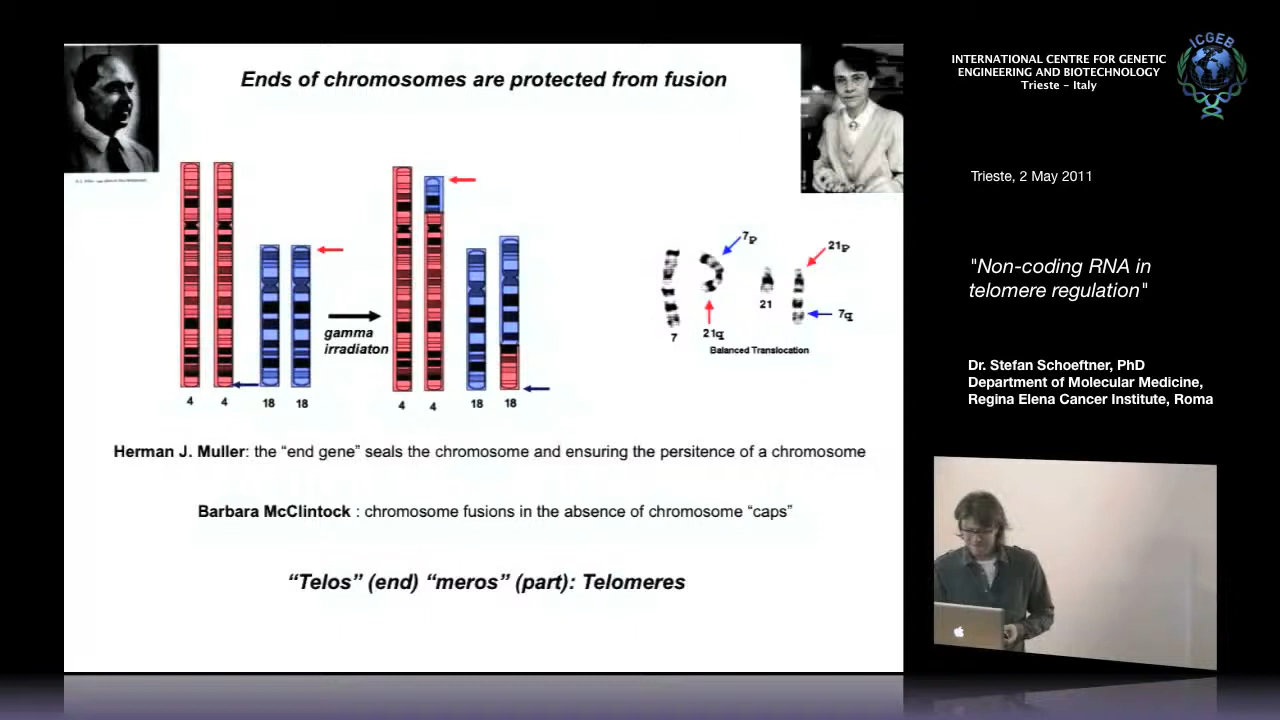 Ends of chromosomes are protected from fusion
4
4
18
18
gamma
irradiaton
4
4
18
18
7
7p
21q
21
21p
7q
Balanced Translocation
Herman J. Muller: the “end gene” seals the chromosome and ensuring the persitence of a chromosome
Barbara McClintock : chromosome fusions in the absence of chromosome “caps”
“Telos” (end) “meros” (part): Telomeres
INTERNATIONAL CENTRE FOR GENETIC
ENGINEERING AND BIOTECHNOLOGY
Trieste – Italy
ICGEB
Trieste, 2 May 2011
"Non-coding RNA in
telomere regulation"
Dr. Stefan Schoeftner, PhD
Department of Molecular Medicine,
Regina Elena Cancer Institute, Roma